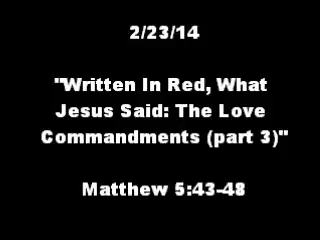 2/23/14
"Written In Red, What
Jesus Said: The Love
Commandments (part 3)"
Matthew 5:43-48